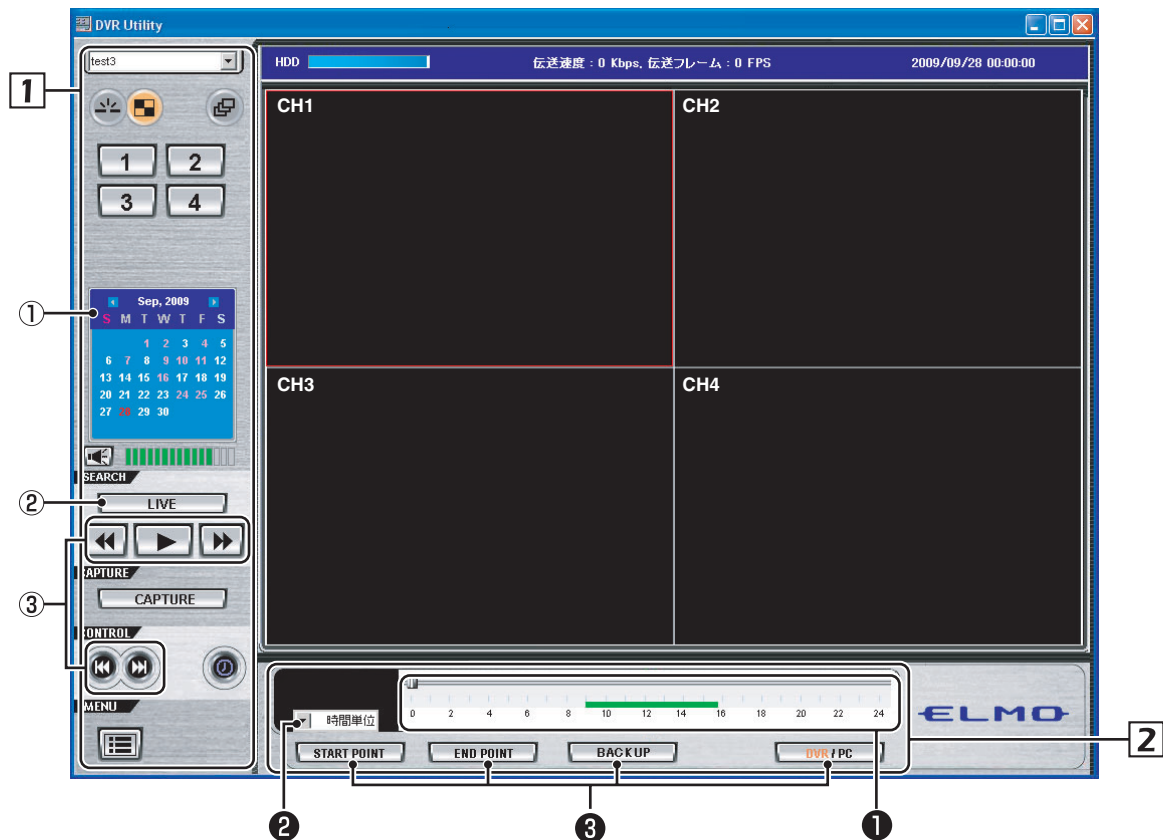 DVR Utility
test3
HDD
伝送速度：0 Kbps, 伝送フレーム：0 FPS
2009/09/28 00:00:00
1
CH1
CH2
1 2
3 4
①
Sep, 2009
S M T W T F S
1 2 3 4 5
6 7 8 9 10 11 12
13 14 15 16 17 18 19
20 21 22 23 24 25 26
27 28 29 30
CH3
CH4
SEARCH
②
LIVE
CAPTURE
③
CAPTURE
CONTROL
MENU
時間単位
0 2 4 6 8 10 12 14 16 18 20 22 24
ELMO
2
START POINT
END POINT
BACKUP
DVR / PC
❷
❸
❶